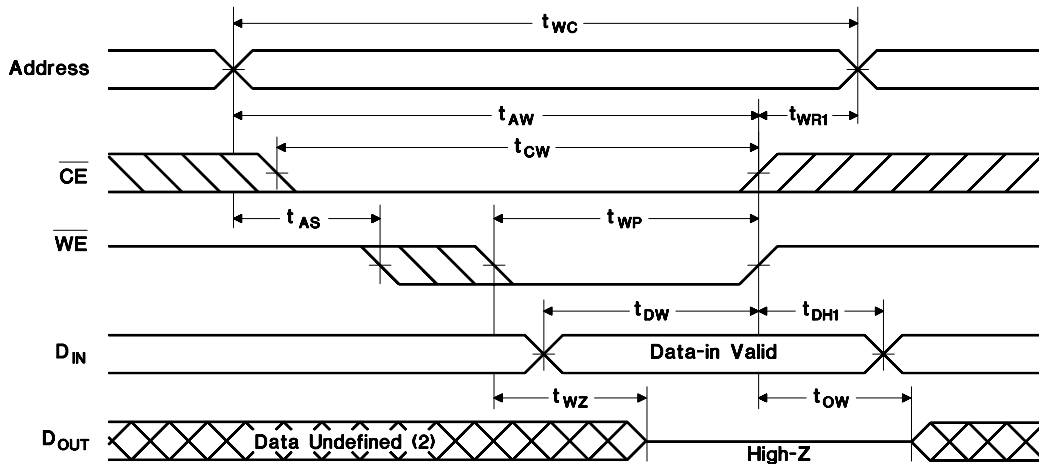 tWC
Address
tAW
tWR1
tCW
CE
tAS
tWP
WE
tDW
tDH1
DIN
Data-in Valid
tWZ
tOW
DOUT
Data Undefined (2)
High-Z